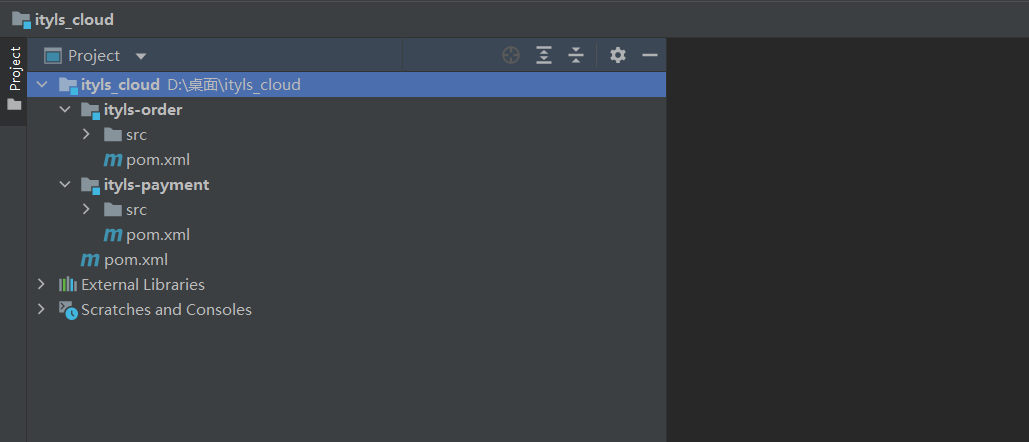 ityls_cloud
Project
Project
ityls_cloud D:\桌面\ityls_cloud
ityls-order
src
m pom.xml
ityls-payment
src
m pom.xml
m pom.xml
External Libraries
Scratches and Consoles